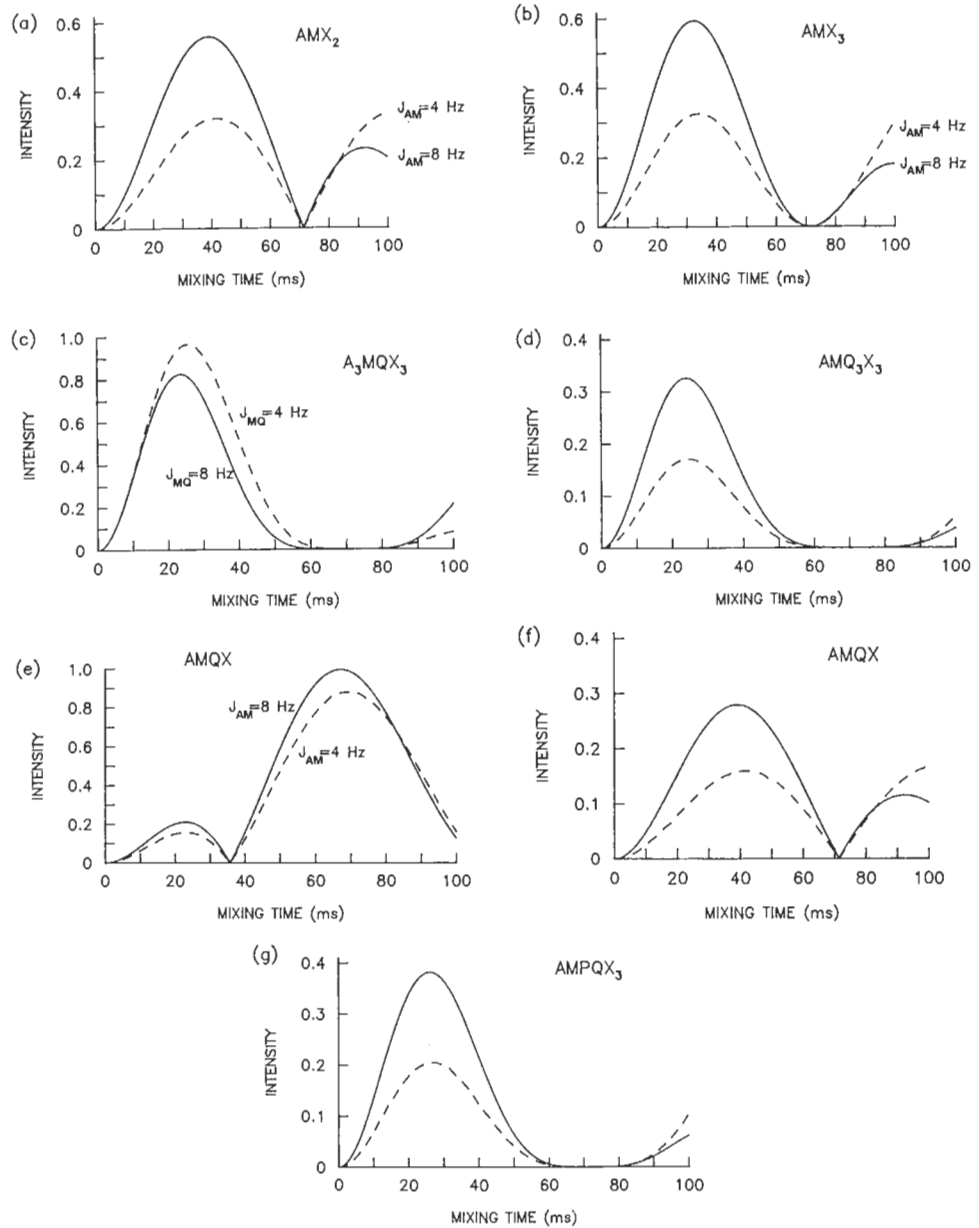 (a)
AMX2
0.6
0.4
0.2
0
INTENSITY
JAM=4 Hz
JAM=8 Hz
0 20 40 60 80 100
MIXING TIME (ms)
(b)
AMX3
0.6
0.4
0.2
0
INTENSITY
JAM=4 Hz
JAM=8 Hz
0 20 40 60 80 100
MIXING TIME (ms)
(c)
A3MQX3
1.0
0.8
0.6
0.4
0.2
0
INTENSITY
JMQ=4 Hz
JMQ=8 Hz
0 20 40 60 80 100
MIXING TIME (ms)
(d)
AMQ3X3
0.4
0.3
0.2
0.1
0
INTENSITY
0 20 40 60 80 100
MIXING TIME (ms)
(e)
AMQX
1.0
0.8
0.6
0.4
0.2
0
INTENSITY
JAM=8 Hz
JAM=4 Hz
0 20 40 60 80 100
MIXING TIME (ms)
(f)
AMQX
0.4
0.3
0.2
0.1
0
INTENSITY
0 20 40 60 80 100
MIXING TIME (ms)
(g)
AMPQX3
0.4
0.3
0.2
0.1
0
INTENSITY
0 20 40 60 80 100
MIXING TIME (ms)